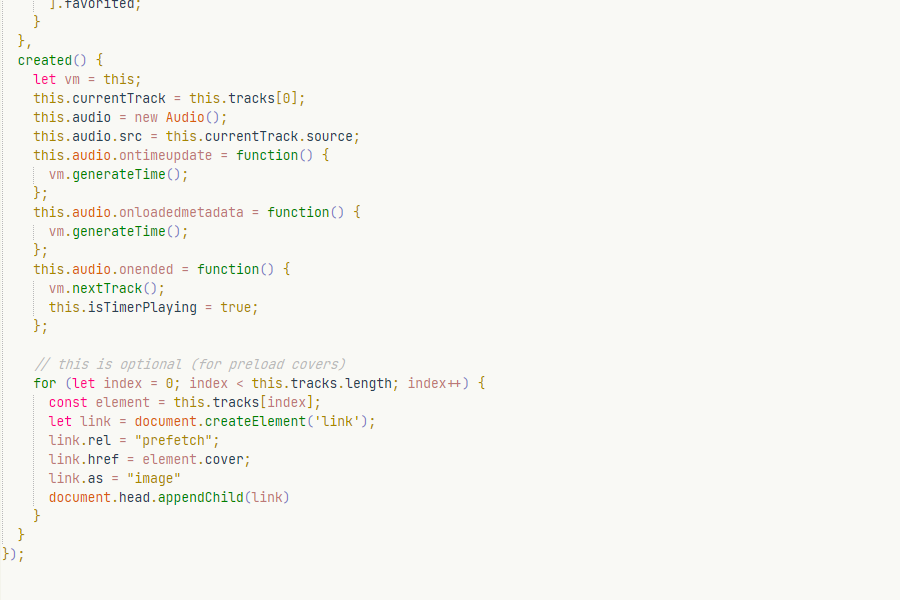 ].favorited;
}
},
created() {
let vm = this;
this.currentTrack = this.tracks[0];
this.audio = new Audio();
this.audio.src = this.currentTrack.source;
this.audio.ontimeupdate = function() {
vm.generateTime();
};
this.audio.onloadedmetadata = function() {
vm.generateTime();
};
this.audio.onended = function() {
vm.nextTrack();
this.isTimerPlaying = true;
};
// this is optional (for preload covers)
for (let index = 0; index < this.tracks.length; index++) {
const element = this.tracks[index];
let link = document.createElement('link');
link.rel = "prefetch";
link.href = element.cover;
link.as = "image"
document.head.appendChild(link)
}
}
});